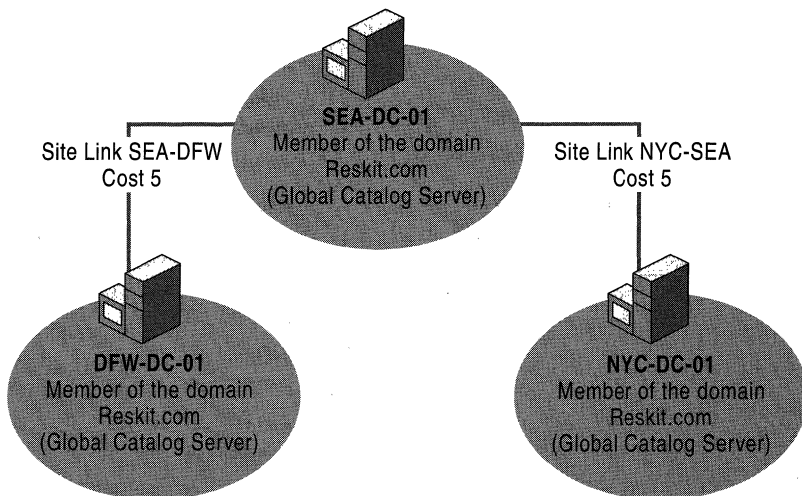 SEA-DC-01
Member of the domain
Reskit.com
(Global Catalog Server)
Site Link SEA-DFW
Cost 5
Site Link NYC-SEA
Cost 5
DFW-DC-01
Member of the domain
Reskit.com
(Global Catalog Server)
NYC-DC-01
Member of the domain
Reskit.com
(Global Catalog Server)